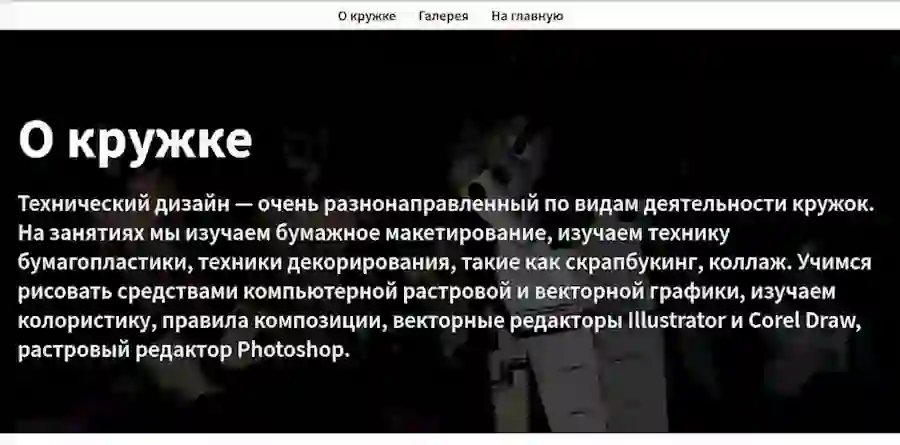 О кружке Галерея На главную
О кружке
Технический дизайн — очень разнонаправленный по видам деятельности кружок.
На занятиях мы изучаем бумажное макетирование, изучаем технику
бумагопластики, техники декорирования, такие как скрапбукинг, коллаж. Учимся
рисовать средствами компьютерной растровой и векторной графики, изучаем
колористику, правила композиции, векторные редакторы Illustrator и Corel Draw,
растровый редактор Photoshop.